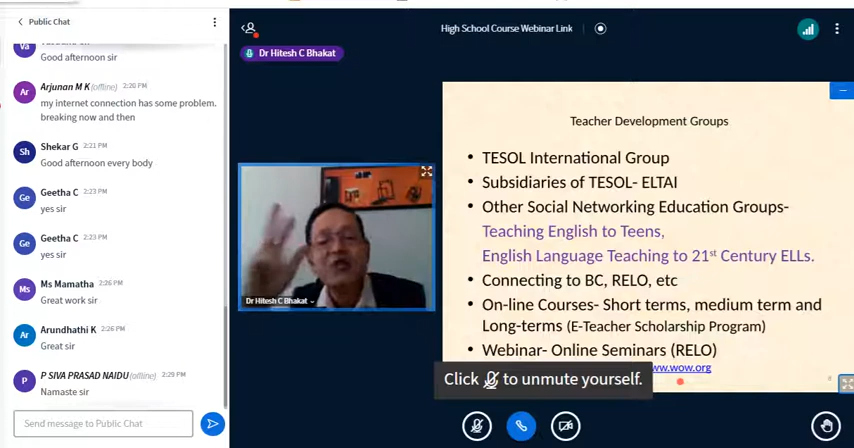 Public Chat
Va
Good afternoon sir
Ar
Arjunan M K (offline) 2:20 PM
my internet connection has some problem.
breaking now and then
Sh
Shekar G 2:21 PM
Good afternoon every body
Ge
Geetha C 2:23 PM
yes sir
Ge
Geetha C 2:23 PM
yes sir
Ms
Ms Mamatha 2:26 PM
Great work sir
Ar
Arundhathi K 2:26 PM
Great sir
P
P SIVA PRASAD NAIDU (offline) 2:29 PM
Namaste sir
Send message to Public Chat
High School Course Webinar Link
Dr Hitesh C Bhakat
Dr Hitesh C Bhakat
Teacher Development Groups
• TESOL International Group
• Subsidiaries of TESOL- ELTAI
• Other Social Networking Education Groups-
Teaching English to Teens,
English Language Teaching to 21st Century ELLs.
• Connecting to BC, RELO, etc
• On-line Courses- Short terms, medium term and
Long-terms (E-Teacher Scholarship Program)
• Webinar- Online Seminars (RELO)
www.wow.org
Click to unmute yourself.